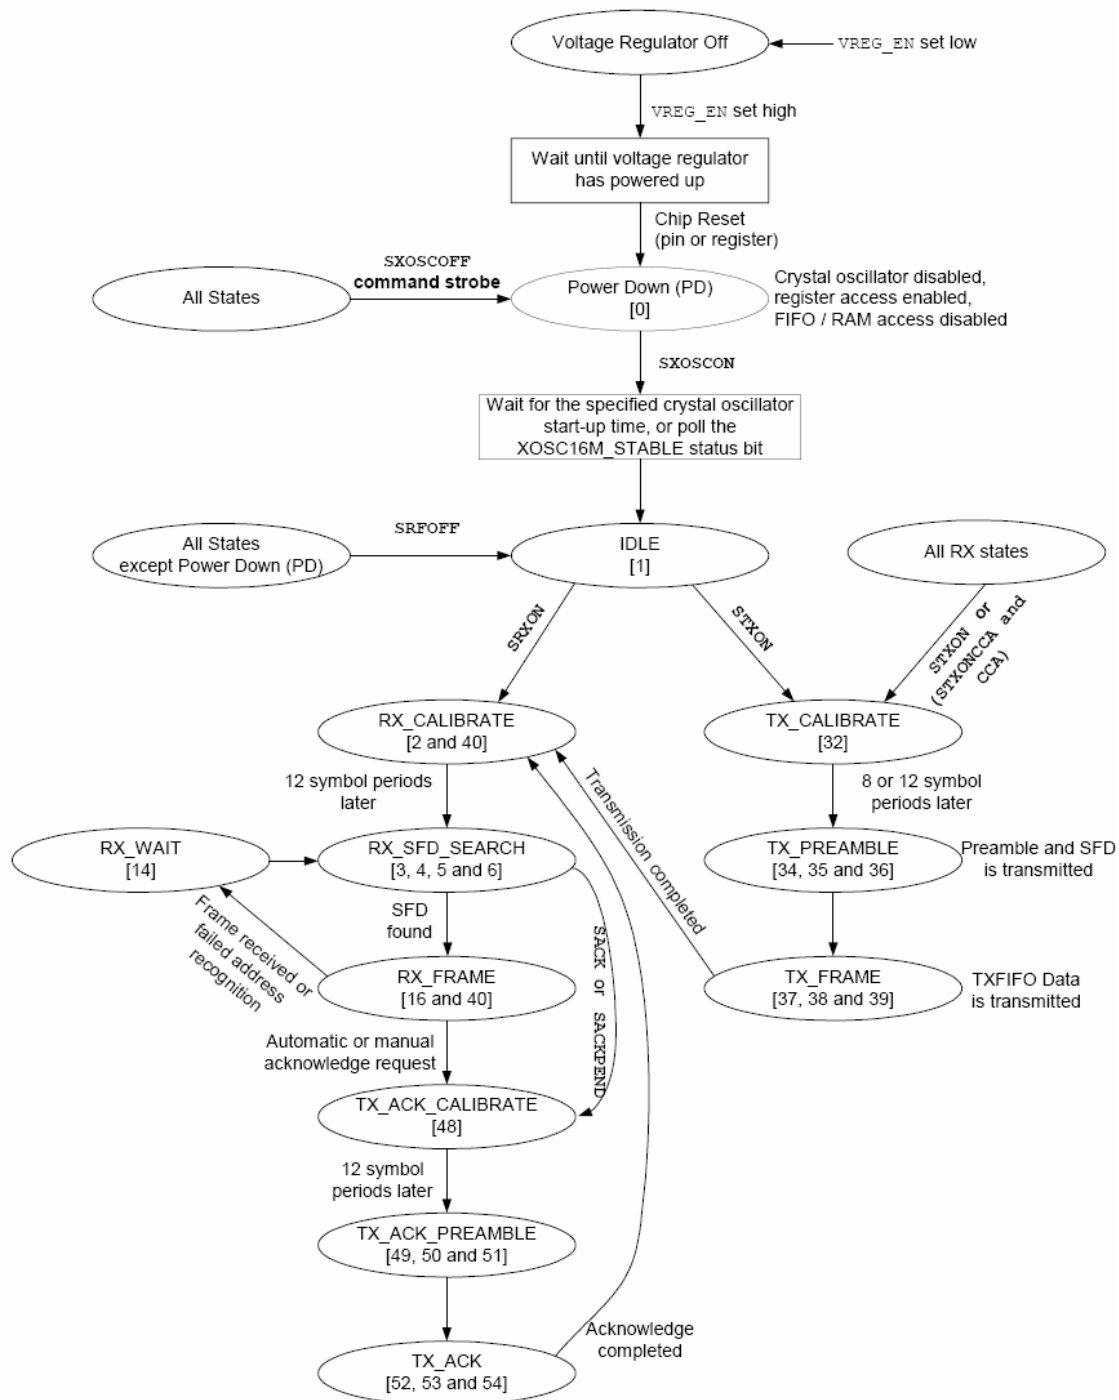 Voltage Regulator Off
VREG_EN set low
VREG_EN set high
Wait until voltage regulator
has powered up
Chip Reset
(pin or register)
SXOSCOFF
command strobe
All States
Power Down (PD)
[0]
Crystal oscillator disabled,
register access enabled,
FIFO / RAM access disabled
SXOSCON
Wait for the specified crystal oscillator
start-up time, or poll the
XOSC16M_STABLE status bit
All States
except Power Down (PD)
SRFOFF
IDLE
[1]
All RX states
SRXON
STXON
STXON or
(STXONCCA and
CCA)
RX_CALIBRATE
[2 and 40]
TX_CALIBRATE
[32]
12 symbol periods
later
Transmission completed
8 or 12 symbol
periods later
RX_WAIT
[14]
RX_SFD_SEARCH
[3, 4, 5 and 6]
TX_PREAMBLE
[34, 35 and 36]
Preamble and SFD
is transmitted
Frame received or
failed address
recognition
SFD
found
SACK or SACKPEND
RX_FRAME
[16 and 40]
TX_FRAME
[37, 38 and 39]
TXFIFO Data
is transmitted
Automatic or manual
acknowledge request
TX_ACK_CALIBRATE
[48]
12 symbol
periods later
TX_ACK_PREAMBLE
[49, 50 and 51]
Acknowledge
completed
TX_ACK
[52, 53 and 54]